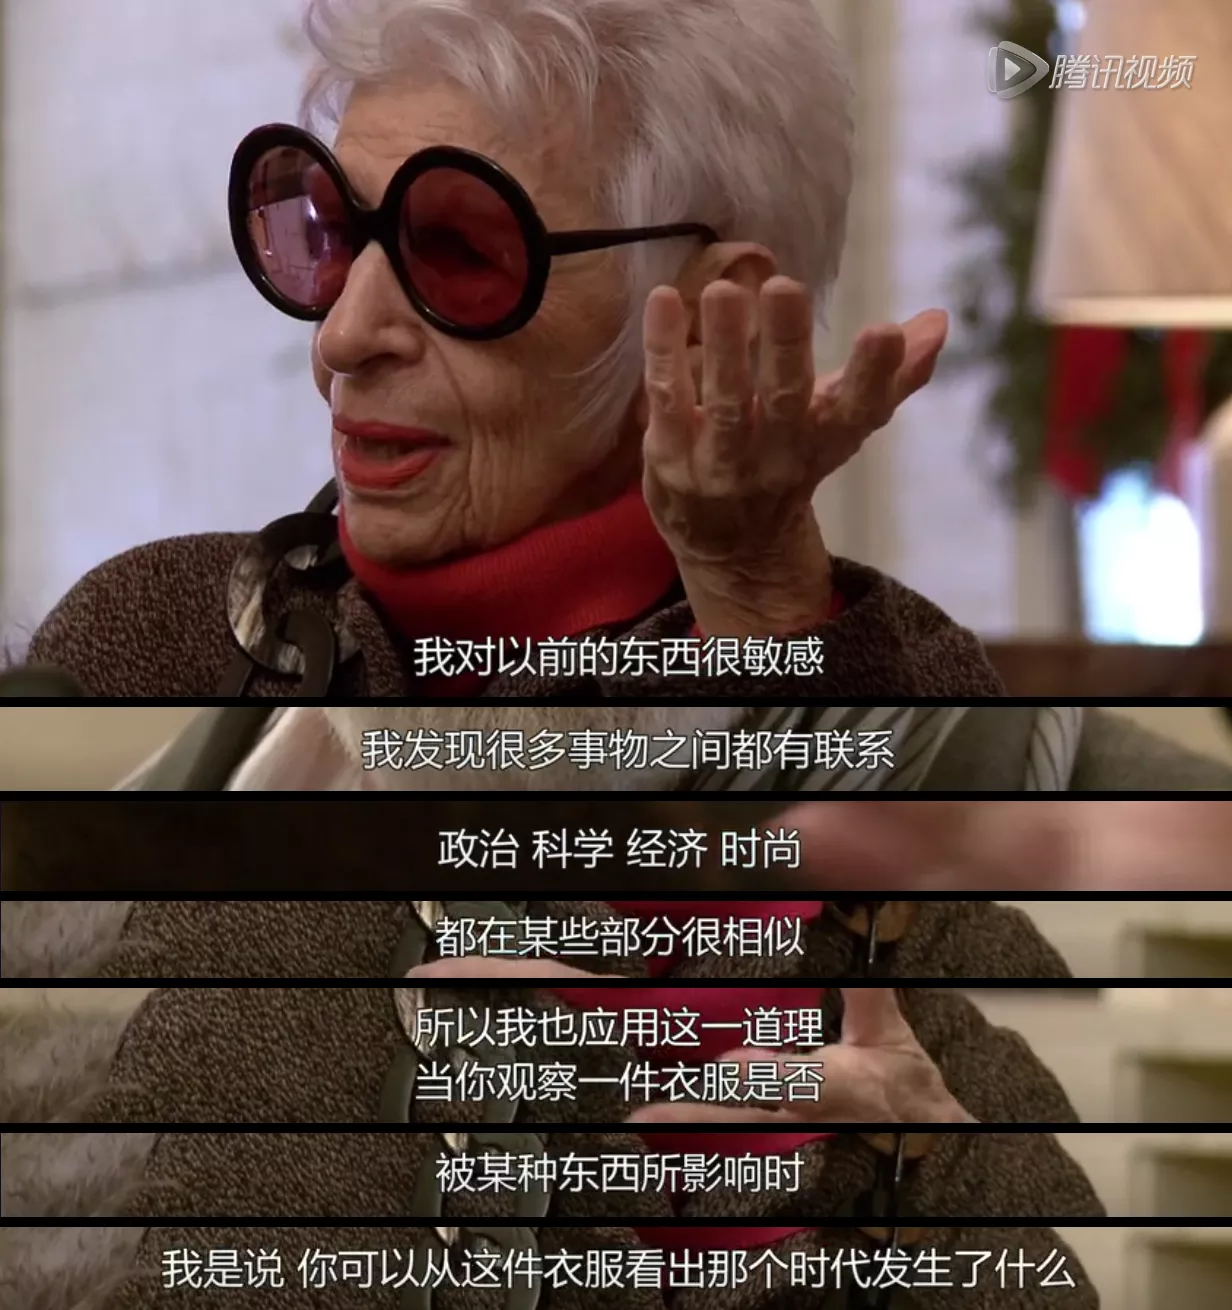 腾讯视频
我对以前的东西很敏感
我发现很多事物之间都有联系
政治 科学 经济 时尚
都在某些部分很相似
所以我也应用这一道理
当你观察一件衣服是否
被某种东西所影响时
我是说 你可以从这件衣服看出那个时代发生了什么